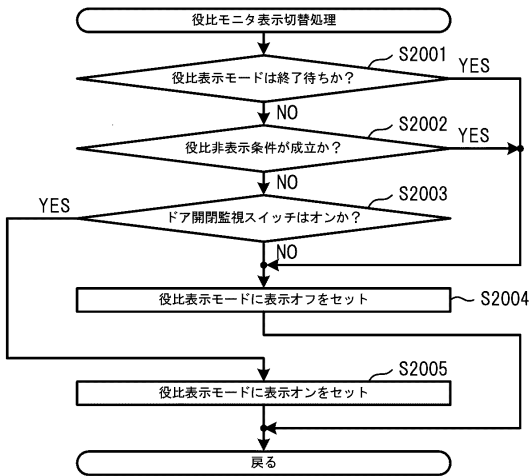 役比モニタ表示切替処理
S2001
役比表示モードは終了待ちか？
YES
NO
S2002
役比非表示条件が成立か？
YES
NO
S2003
YES
ドア開閉監視スイッチはオンか？
NO
役比表示モードに表示オフをセット
S2004
S2005
役比表示モードに表示オンをセット
戻る